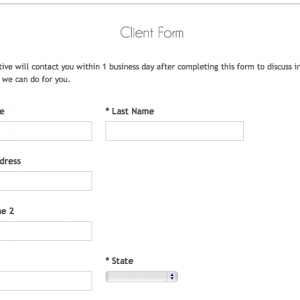 Client Form
tive will contact you within 1 business day after completing this form to discuss i
we can do for you.
e * Last Name
dress
e 2
* State